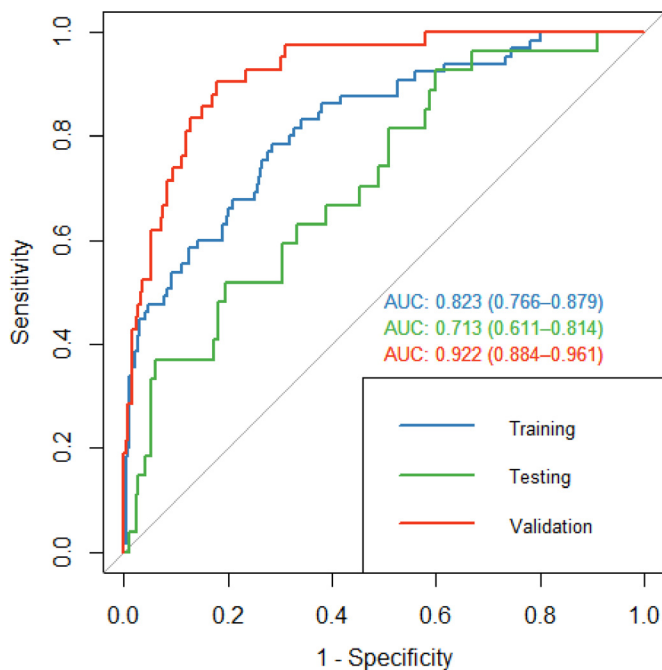 1.0
0.8
0.6
0.4
0.2
0.0
Sensitivity
AUC: 0.823 (0.766–0.879)
AUC: 0.713 (0.611–0.814)
AUC: 0.922 (0.884–0.961)
Training
Testing
Validation
0.0 0.2 0.4 0.6 0.8 1.0
1 - Specificity